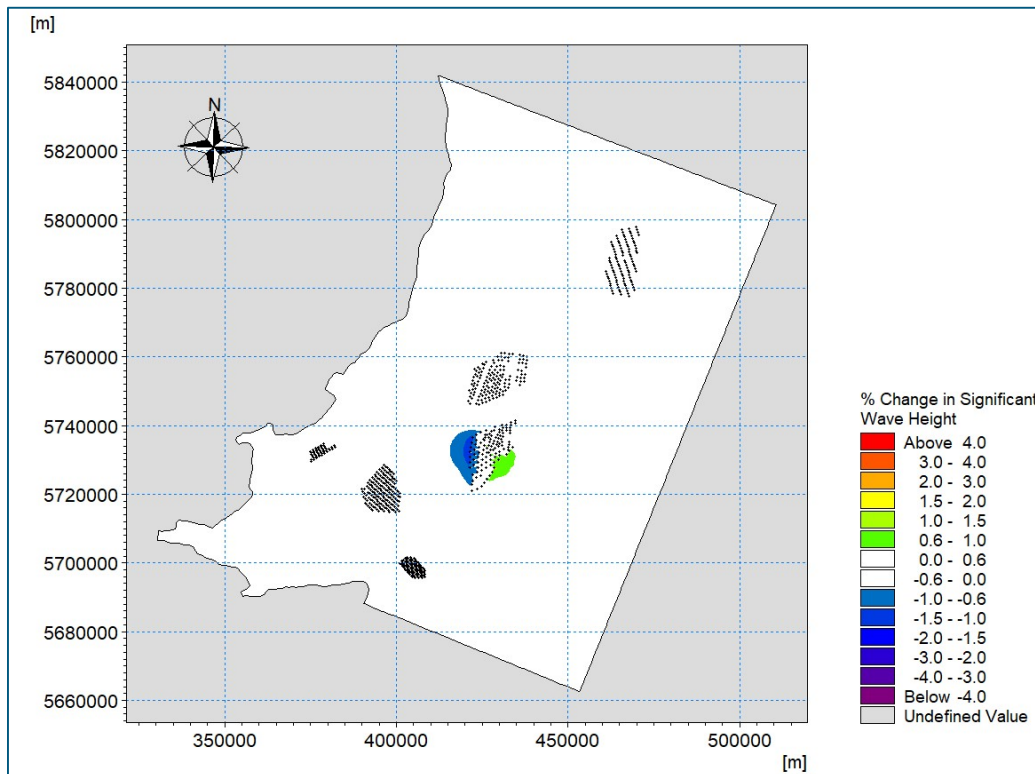 [m]
5840000
N
5820000
5800000
5780000
5760000
5740000
5720000
5700000
5680000
5660000
350000 400000 450000 500000
[m]
% Change in Significant
Wave Height
Above 4.0
3.0 - 4.0
2.0 - 3.0
1.5 - 2.0
1.0 - 1.5
0.6 - 1.0
0.0 - 0.6
-0.6 - 0.0
-1.0 - -0.6
-1.5 - -1.0
-2.0 - -1.5
-3.0 - -2.0
-4.0 - -3.0
Below -4.0
Undefined Value